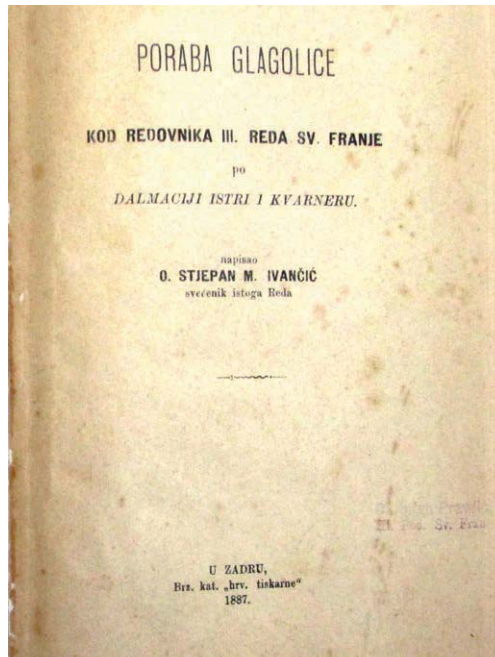 PORABA GLAGOLICE
KOD REDOVNIKA III. REDA SV. FRANJE
po
DALMACIJI ISTRI I KVARNERU.
napisao
O. STJEPAN M. IVANČIĆ
svećenik istoga Reda
U ZADRU,
Brz. kat. „hrv. tiskarne"
1887.